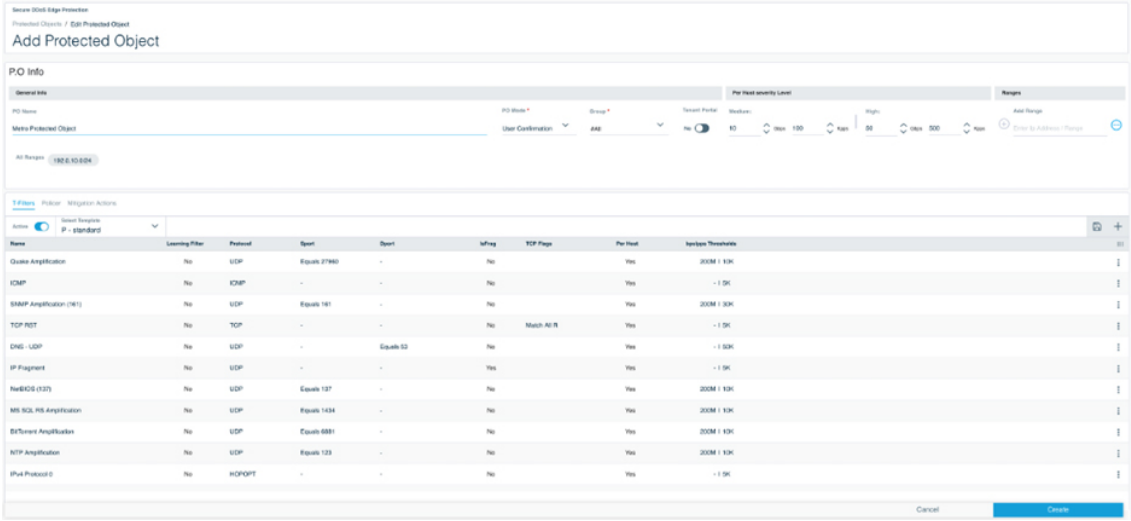 Secure DDoS Edge Protection
Protected Objects / Edit Protected Object
Add Protected Object
P.O Info
General Info Per Host severity Level Ranges
P.O Name P.O Mode * Group * Tenant Portal Medium: High: Add Range
Metro Protected Object User Confirmation No 10 Gbps 100 Kpps 50 Gbps 500 Kpps Enter Ip Address / Range
All Ranges 192.0.10.0/24
T-Filters Policer Mitigation Actions
Active Select Template
P - standard
Name Learning Filter Protocol Sport Dport IsFrag TCP Flags Per Host bps/pps Thresholds
Quake Amplification No UDP Equals 27960 - No Yes 200M | 10K
ICMP No ICMP - - No Yes - | 5K
SNMP Amplification (161) No UDP Equals 161 - No Yes 200M | 30K
TCP RST No TCP - - No Match All R Yes - | 5K
DNS - UDP No UDP - Equals 53 No Yes - | 50K
IP Fragment No UDP - - Yes Yes - | 5K
NetBIOS (137) No UDP Equals 137 - No Yes 200M | 10K
MS SQL RS Amplification No UDP Equals 1434 - No Yes 200M | 10K
BitTorrent Amplification No UDP Equals 6881 - No Yes 200M | 10K
NTP Amplification No UDP Equals 123 - No Yes 200M | 10K
IPv4 Protocol 0 No HOPOPT - - No Yes - | 5K
Cancel Create